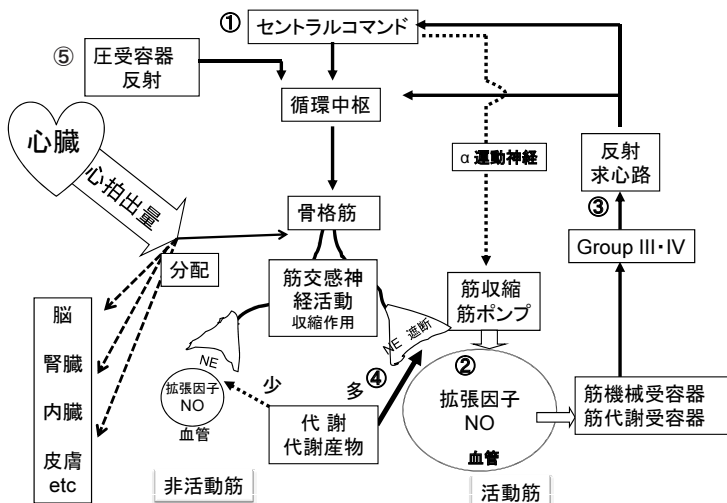 ①
セントラルコマンド
⑤
圧受容器
反射
循環中枢
心臓
心拍出量
α 運動神経
反射
求心路
③
骨格筋
分配
Group III・IV
筋交感神
経活動
収縮作用
筋収縮
筋ポンプ
脳
腎臓
内臓
皮膚
etc
NE
NE 遮断
④
②
拡張因子
NO
血管
少
多
代 謝
代謝産物
拡張因子
NO
血管
筋機械受容器
筋代謝受容器
非活動筋
活動筋